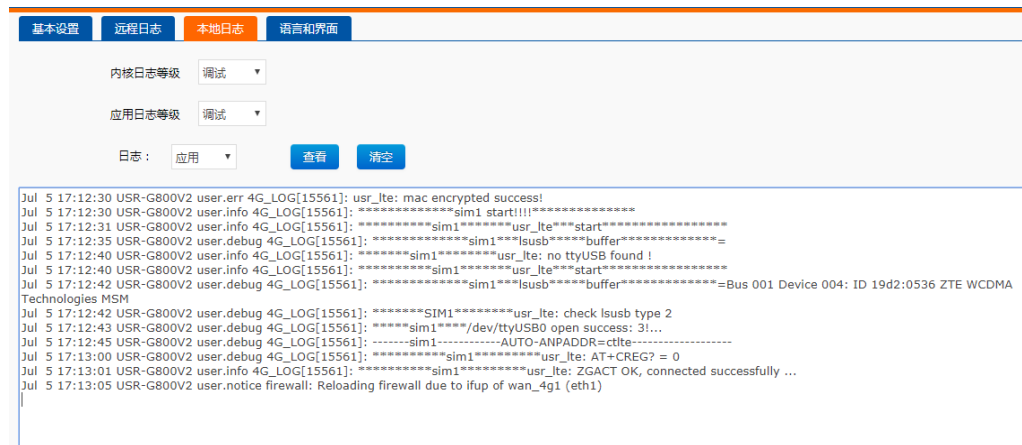 基本设置 远程日志 本地日志 语言和界面
内核日志等级 调试
应用日志等级 调试
日志： 应用 查看 清空
Jul 5 17:12:30 USR-G800V2 user.err 4G_LOG[15561]: usr_lte: mac encrypted success!
Jul 5 17:12:30 USR-G800V2 user.info 4G_LOG[15561]: *************sim1 start!!!!**************
Jul 5 17:12:31 USR-G800V2 user.info 4G_LOG[15561]: **********sim1*******usr_lte***start*****************
Jul 5 17:12:35 USR-G800V2 user.debug 4G_LOG[15561]: *************sim1***lsusb*****buffer*************=
Jul 5 17:12:40 USR-G800V2 user.info 4G_LOG[15561]: *******sim1********usr_lte: no ttyUSB found !
Jul 5 17:12:40 USR-G800V2 user.info 4G_LOG[15561]: **********sim1*******usr_lte***start*****************
Jul 5 17:12:42 USR-G800V2 user.debug 4G_LOG[15561]: *************sim1***lsusb*****buffer*************=Bus 001 Device 004: ID 19d2:0536 ZTE WCDMA
Technologies MSM
Jul 5 17:12:42 USR-G800V2 user.debug 4G_LOG[15561]: *******SIM1********usr_lte: check lsusb type 2
Jul 5 17:12:43 USR-G800V2 user.debug 4G_LOG[15561]: *****sim1****/dev/ttyUSB0 open success: 3!...
Jul 5 17:12:45 USR-G800V2 user.debug 4G_LOG[15561]: -------sim1------------AUTO-ANPADDR=ctlte-------------------
Jul 5 17:13:00 USR-G800V2 user.debug 4G_LOG[15561]: **********sim1*********usr_lte: AT+CREG? = 0
Jul 5 17:13:01 USR-G800V2 user.info 4G_LOG[15561]: **********sim1*********usr_lte: ZGACT OK, connected successfully ...
Jul 5 17:13:05 USR-G800V2 user.notice firewall: Reloading firewall due to ifup of wan_4g1 (eth1)